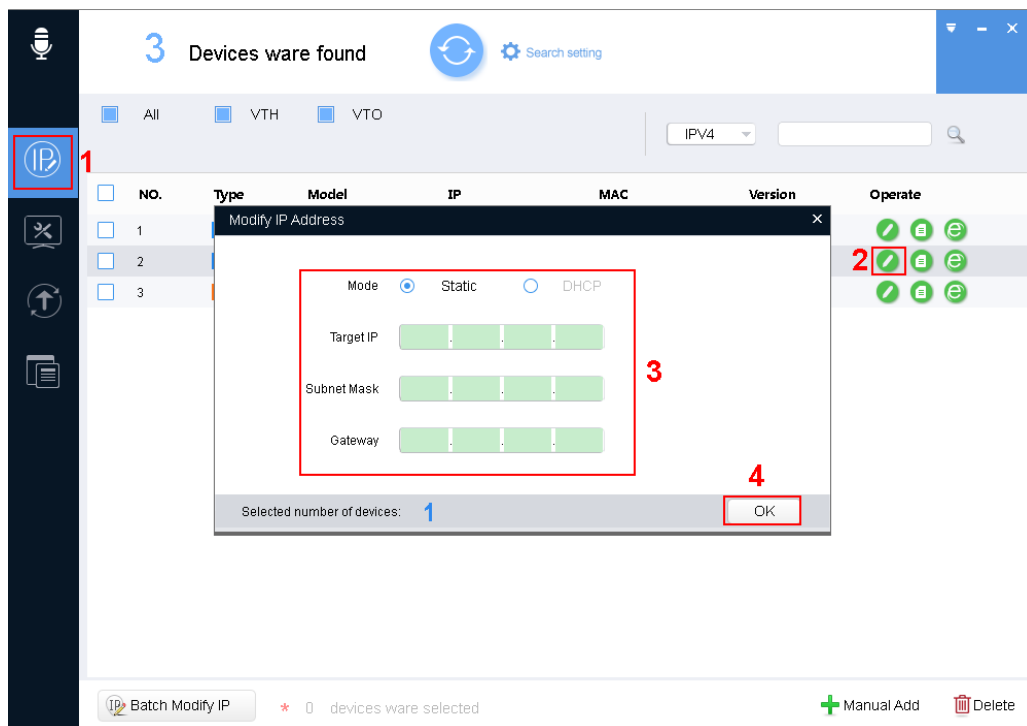 3 Devices ware found Search setting
All VTH VTO
IPV4
IP
1
NO. Type Model IP MAC Version Operate
1
Modify IP Address ×
2
2
3
Mode Static DHCP
Target IP . . .
3
Subnet Mask . . .
Gateway . . .
4
Selected number of devices: 1 OK
IP Batch Modify IP * 0 devices ware selected Manual Add Delete